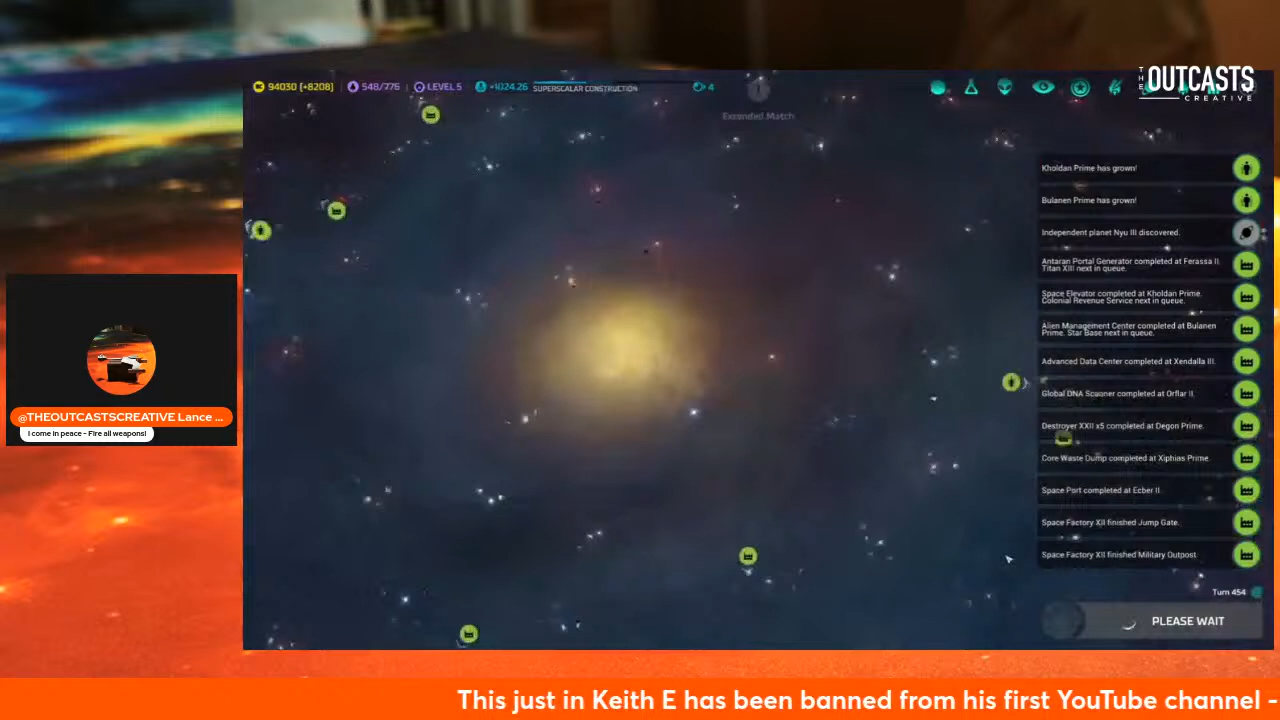 THE
OUTCASTS
CREATIVE
94030 [+8208]
548/775
LEVEL 5
+1024.26
SUPERSCALAR CONSTRUCTION
4
Expanded Match
Kholdan Prime has grown!
Bulanen Prime has grown!
Independent planet Nyu III discovered.
Antaran Portal Generator completed at Ferassa II.
Titan XIII next in queue.
Space Elevator completed at Kholdan Prime.
Colonial Revenue Service next in queue.
Alien Management Center completed at Bulanen
Prime. Star Base next in queue.
Advanced Data Center completed at Xendalla III.
Global DNA Scanner completed at Orflar II.
Destroyer XXII x5 completed at Degon Prime.
Core Waste Dump completed at Xiphias Prime.
Space Port completed at Ecber II.
Space Factory XII finished Jump Gate.
Space Factory XII finished Military Outpost.
Turn 454
PLEASE WAIT
@THEOUTCASTSCREATIVE Lance ...
I come in peace - Fire all weapons!
This just in Keith E has been banned from his first YouTube channel -